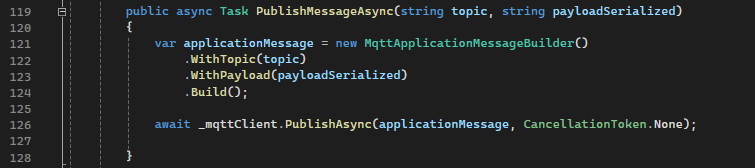 119 public async Task PublishMessageAsync(string topic, string payloadSerialized)
120 {
121 var applicationMessage = new MqttApplicationMessageBuilder()
122 .WithTopic(topic)
123 .WithPayload(payloadSerialized)
124 .Build();
125
126 await _mqttClient.PublishAsync(applicationMessage, CancellationToken.None);
127
128 }